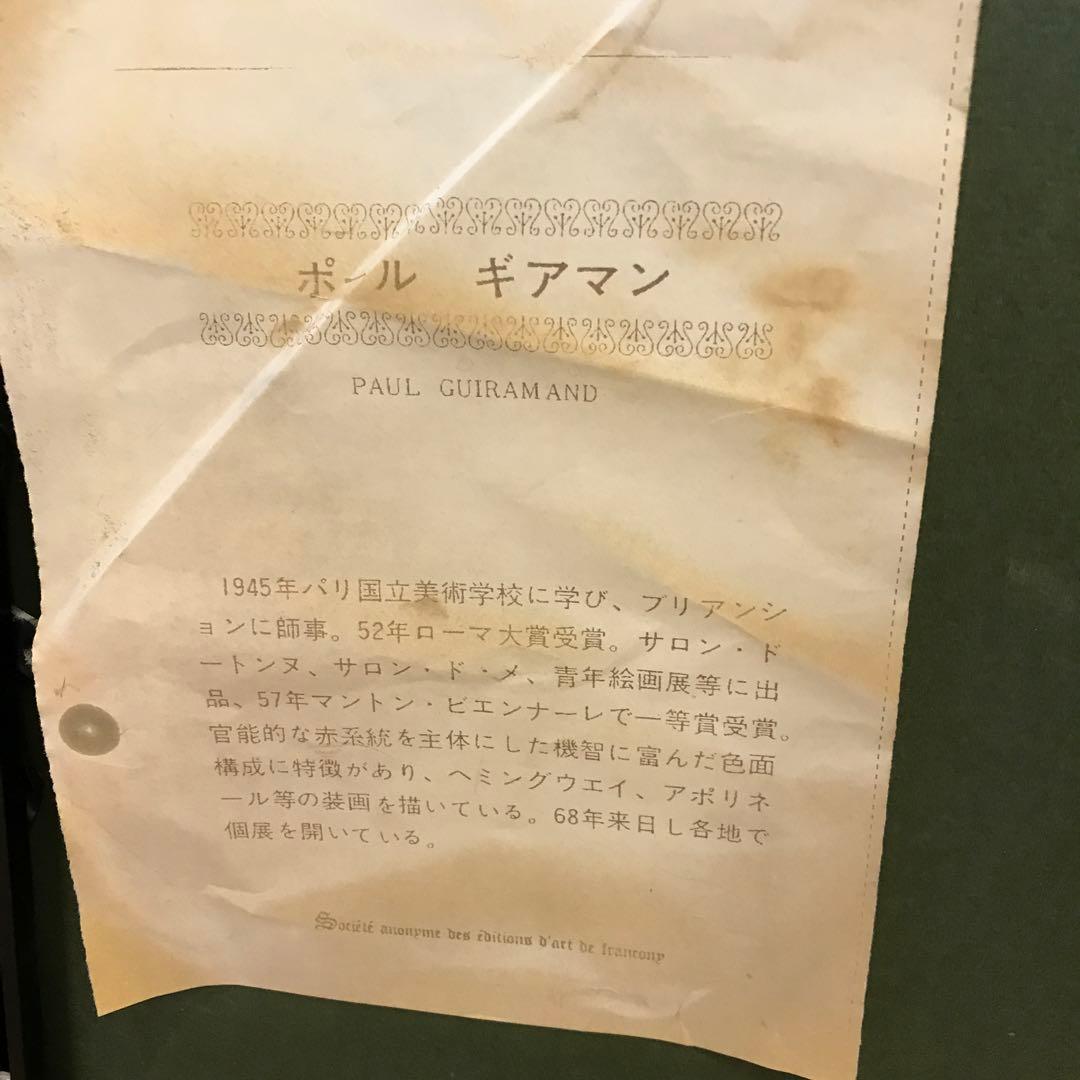 ポール ギアマン
PAUL GUIRAMAND
1945年パリ国立美術学校に学び、ブリアンシ
ョンに師事。52年ローマ大賞受賞。サロン・ド
ートンヌ、サロン・ド・メ、青年絵画展等に出
品、57年マントン・ビエンナーレで一等賞受賞。
官能的な赤系統を主体にした機智に富んだ色面
構成に特徴があり、ヘミングウエイ、アポリネ
ール等の装画を描いている。68年来日し各地で
個展を開いている。
Société anonyme des éditions d'art de francony